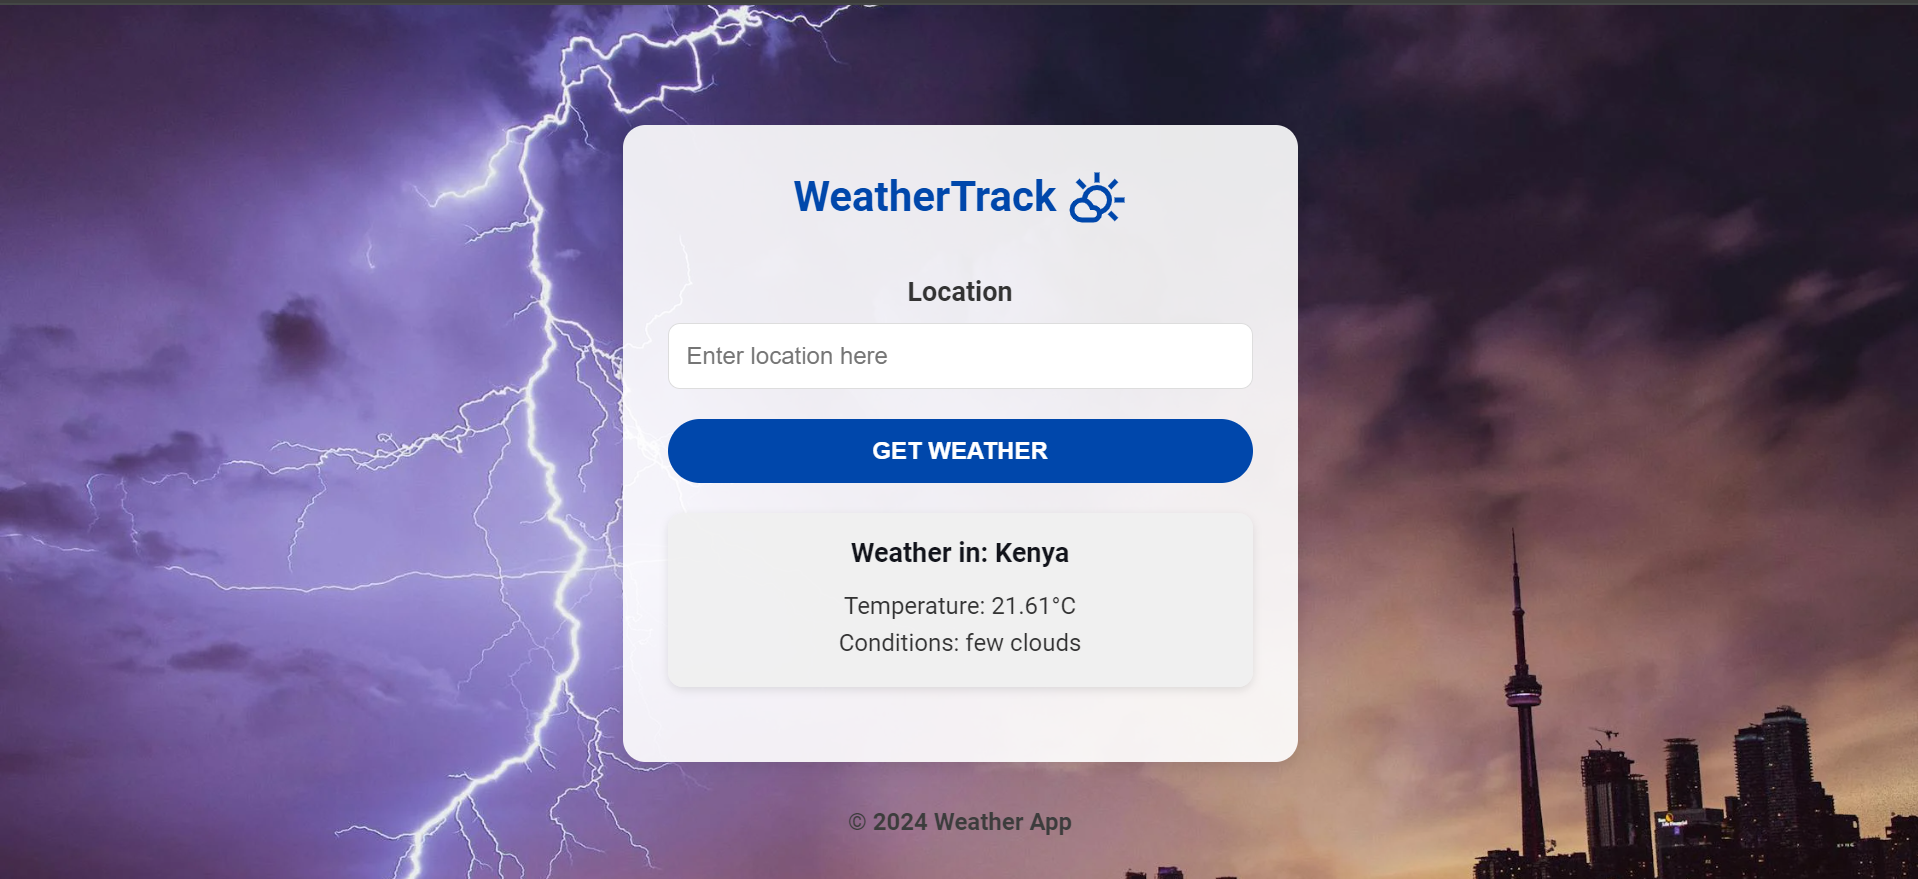 WeatherTrack
Location
Enter location here
GET WEATHER
Weather in: Kenya
Temperature: 21.61°C
Conditions: few clouds
© 2024 Weather App